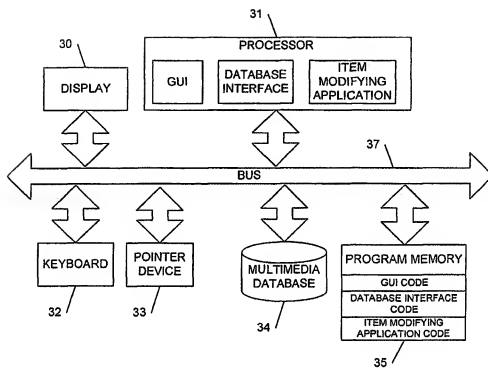 31
30
PROCESSOR
DISPLAY
GUI
DATABASE
INTERFACE
ITEM
MODIFYING
APPLICATION
37
BUS
KEYBOARD
POINTER
DEVICE
MULTIMEDIA
DATABASE
PROGRAM MEMORY
GUI CODE
DATABASE INTERFACE
CODE
ITEM MODIFYING
APPLICATION CODE
32
33
34
35